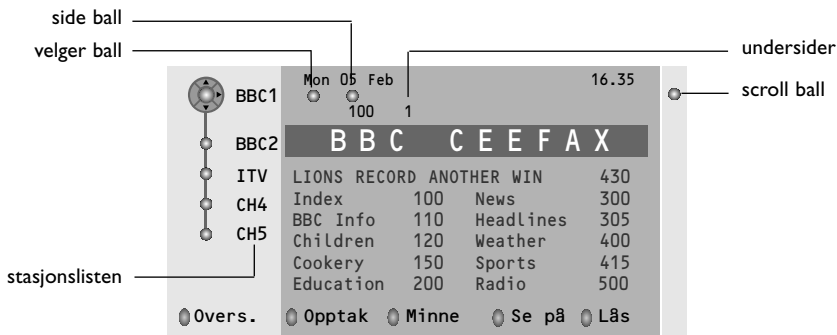 side ball
velger ball
undersider
scroll ball
Mon 05 Feb 16.35
BBC1
100 1
BBC2
BBC CEEFAX
ITV
LIONS RECORD ANOTHER WIN 430
Index 100 News 300
CH4
BBC Info 110 Headlines 305
CH5
Children 120 Weather 400
Cookery 150 Sports 415
stasjonslisten
Education 200 Radio 500
Overs. Opptak Minne Se på Lås